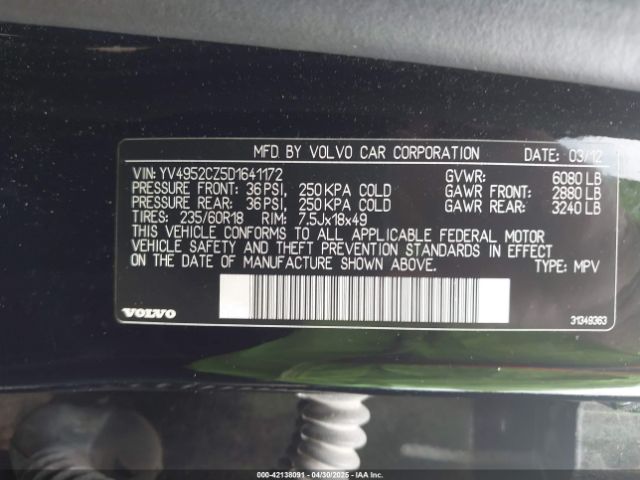 MFD. BY VOLVO CAR CORPORATION DATE: 03/12
VIN: YV4952CZ5D1641172 GVWR: 6080 LB
PRESSURE FRONT: 36 PSI, 250 KPA COLD GAWR FRONT: 2880 LB
PRESSURE REAR: 36 PSI, 250 KPA COLD GAWR REAR: 3240 LB
TIRES: 235/60R18 RIM: 7.5Jx18x49
THIS VEHICLE CONFORMS TO ALL APPLICABLE FEDERAL MOTOR
VEHICLE SAFETY AND THEFT PREVENTION STANDARDS IN EFFECT
ON THE DATE OF MANUFACTURE SHOWN ABOVE. TYPE: MPV
VOLVO 31349363
000-42138091 - 04/30/2025 - IAA Inc.